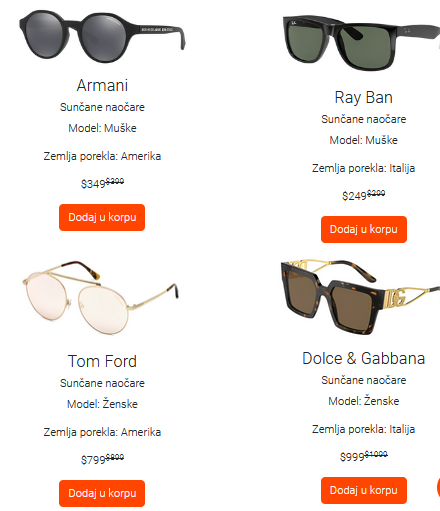 Armani
Sunčane naočare
Model: Muške
Zemlja porekla: Amerika
$349$399
Dodaj u korpu
Ray Ban
Sunčane naočare
Model: Muške
Zemlja porekla: Italija
$249$299
Dodaj u korpu
Tom Ford
Sunčane naočare
Model: Ženske
Zemlja porekla: Amerika
$799$899
Dodaj u korpu
DG
Dolce & Gabbana
Sunčane naočare
Model: Ženske
Zemlja porekla: Italija
$999$1099
Dodaj u korpu